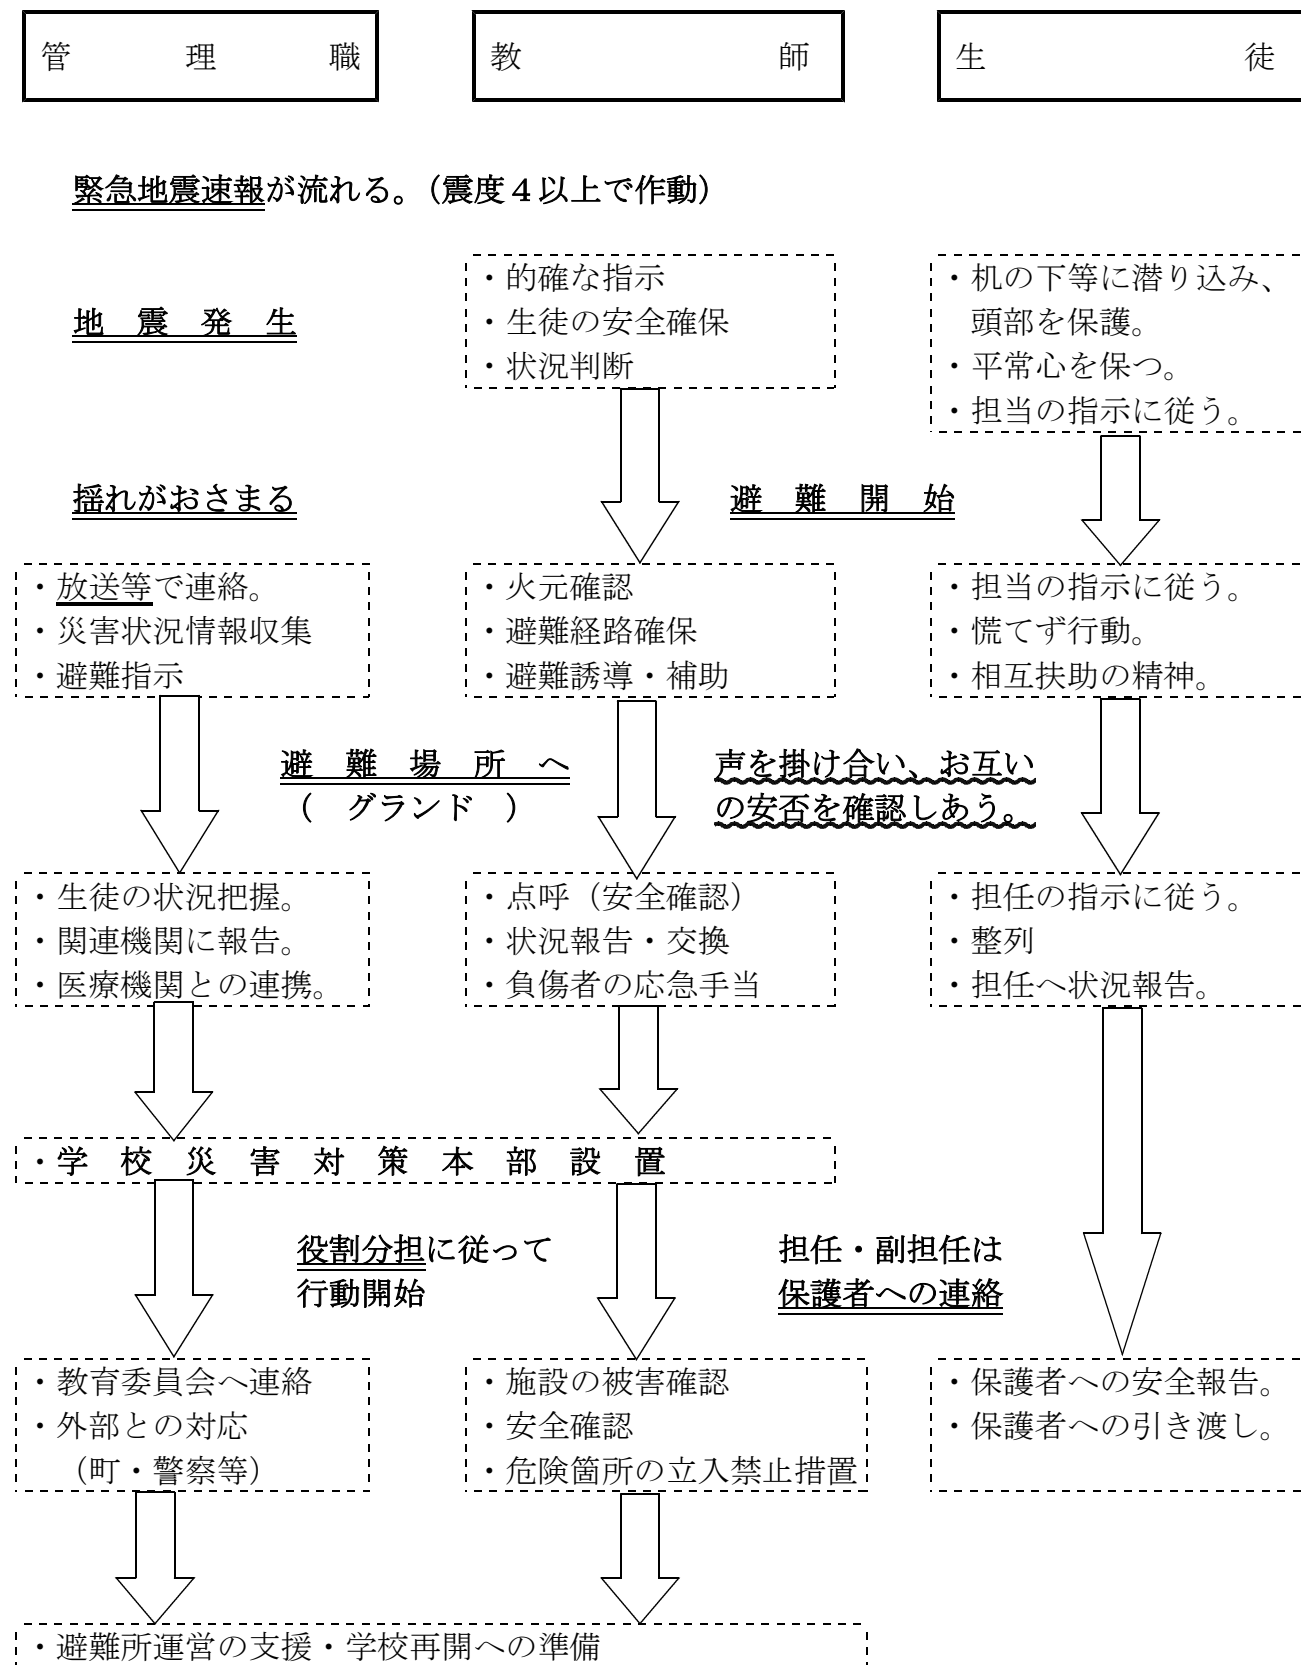 管理職
教師
生徒
緊急地震速報が流れる。（震度４以上で作動）
地震発生
・的確な指示
・生徒の安全確保
・状況判断
・机の下等に潜り込み、
頭部を保護。
・平常心を保つ。
・担当の指示に従う。
揺れがおさまる
避難開始
・放送等で連絡。
・災害状況情報収集
・避難指示
・火元確認
・避難経路確保
・避難誘導・補助
・担当の指示に従う。
・慌てず行動。
・相互扶助の精神。
避難場所へ
（グランド）
声を掛け合い、お互い
の安否を確認しあう。
・生徒の状況把握。
・関連機関に報告。
・医療機関との連携。
・点呼（安全確認）
・状況報告・交換
・負傷者の応急手当
・担任の指示に従う。
・整列
・担任へ状況報告。
・学校災害対策本部設置
役割分担に従って
行動開始
担任・副担任は
保護者への連絡
・教育委員会へ連絡
・外部との対応
（町・警察等）
・施設の被害確認
・安全確認
・危険箇所の立入禁止措置
・保護者への安全報告。
・保護者への引き渡し。
・避難所運営の支援・学校再開への準備